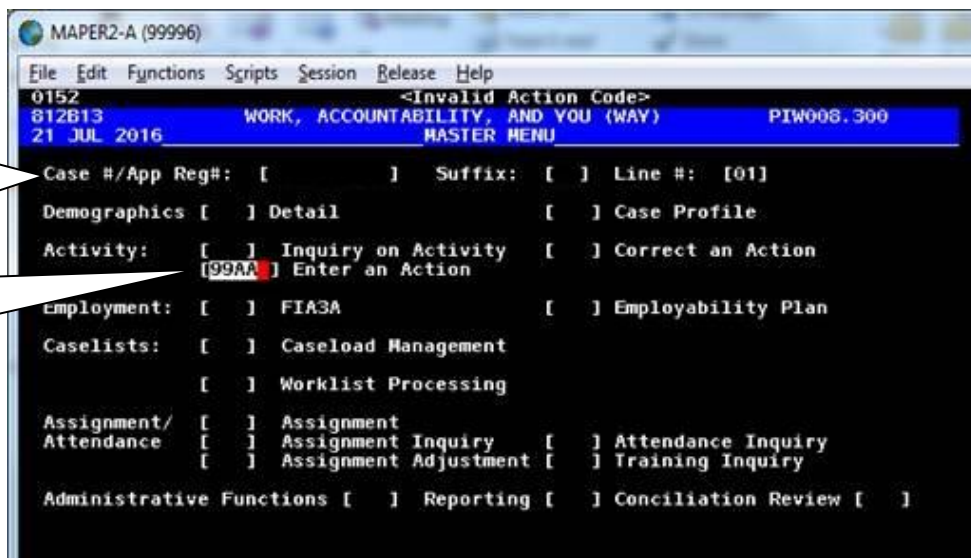 MAPER2-A (99996)
File Edit Functions Scripts Session Release Help
0152 <Invalid Action Code>
812B13 WORK, ACCOUNTABILITY, AND YOU (WAY) PIW008.300
21 JUL 2016 MASTER MENU
Case #/App Reg#: [ ] Suffix: [ ] Line #: [01]
Demographics [ ] Detail [ ] Case Profile
Activity: [ ] Inquiry on Activity [ ] Correct an Action
[99AA ] Enter an Action
Employment: [ ] FIA3A [ ] Employability Plan
Caselists: [ ] Caseload Management
[ ] Worklist Processing
Assignment/ [ ] Assignment
Attendance [ ] Assignment Inquiry [ ] Attendance Inquiry
[ ] Assignment Adjustment [ ] Training Inquiry
Administrative Functions [ ] Reporting [ ] Conciliation Review [ ]